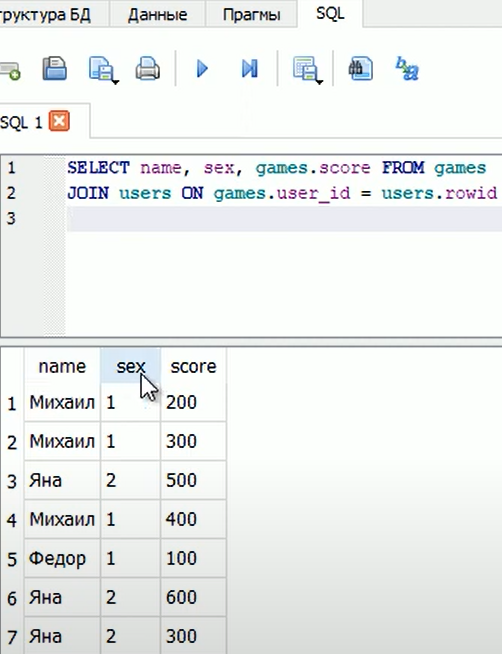 труктура БД Данные Прагмы SQL
SQL 1
1 SELECT name, sex, games.score FROM games
2 JOIN users ON games.user_id = users.rowid
3
name sex score
1 Михаил 1 200
2 Михаил 1 300
3 Яна 2 500
4 Михаил 1 400
5 Федор 1 100
6 Яна 2 600
7 Яна 2 300